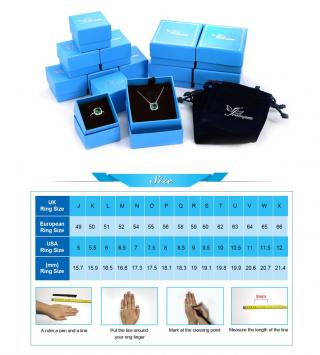 Size
UK
Ring Size J K L M N O P Q R S T U V W X
European
Ring Size 49 50 51 52 54 55 56 57 58 60 61 62 64 65 66
USA
Ring Size 5 5.5 6 6.5 7 7.5 8 8.5 9 9.5 10 10.5 11 11.5 12
(mm)
Ring Size 15.7 15.9 16.5 16.6 17.3 17.5 18.1 18.3 19 19.1 19.8 19.9 20.6 20.7 21.4
9mm
A ruler,a pen and a line
Put the line around
your ring finger
Mark at the crossing point
Measure the length of the line